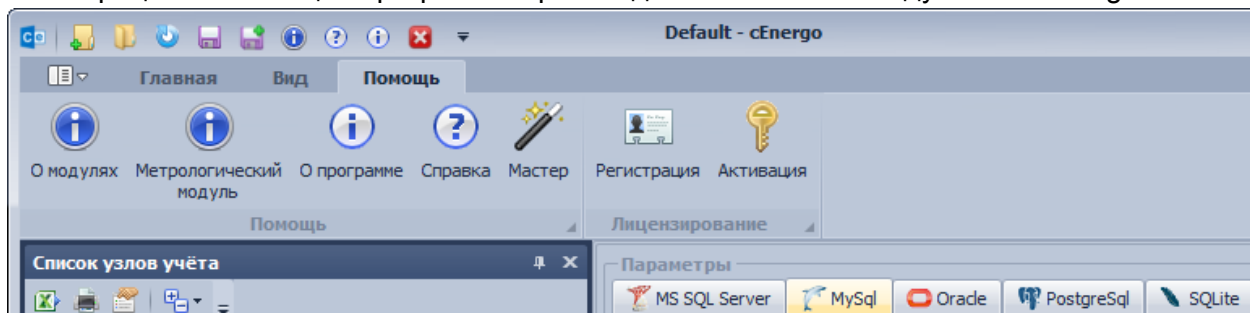 Default - cEnergo
Главная Вид Помощь
О модулях Метрологический модуль О программе Справка Мастер Регистрация Активация
Помощь Лицензирование
Список узлов учёта Параметры
MS SQL Server MySql Oracle PostgreSql SQLite